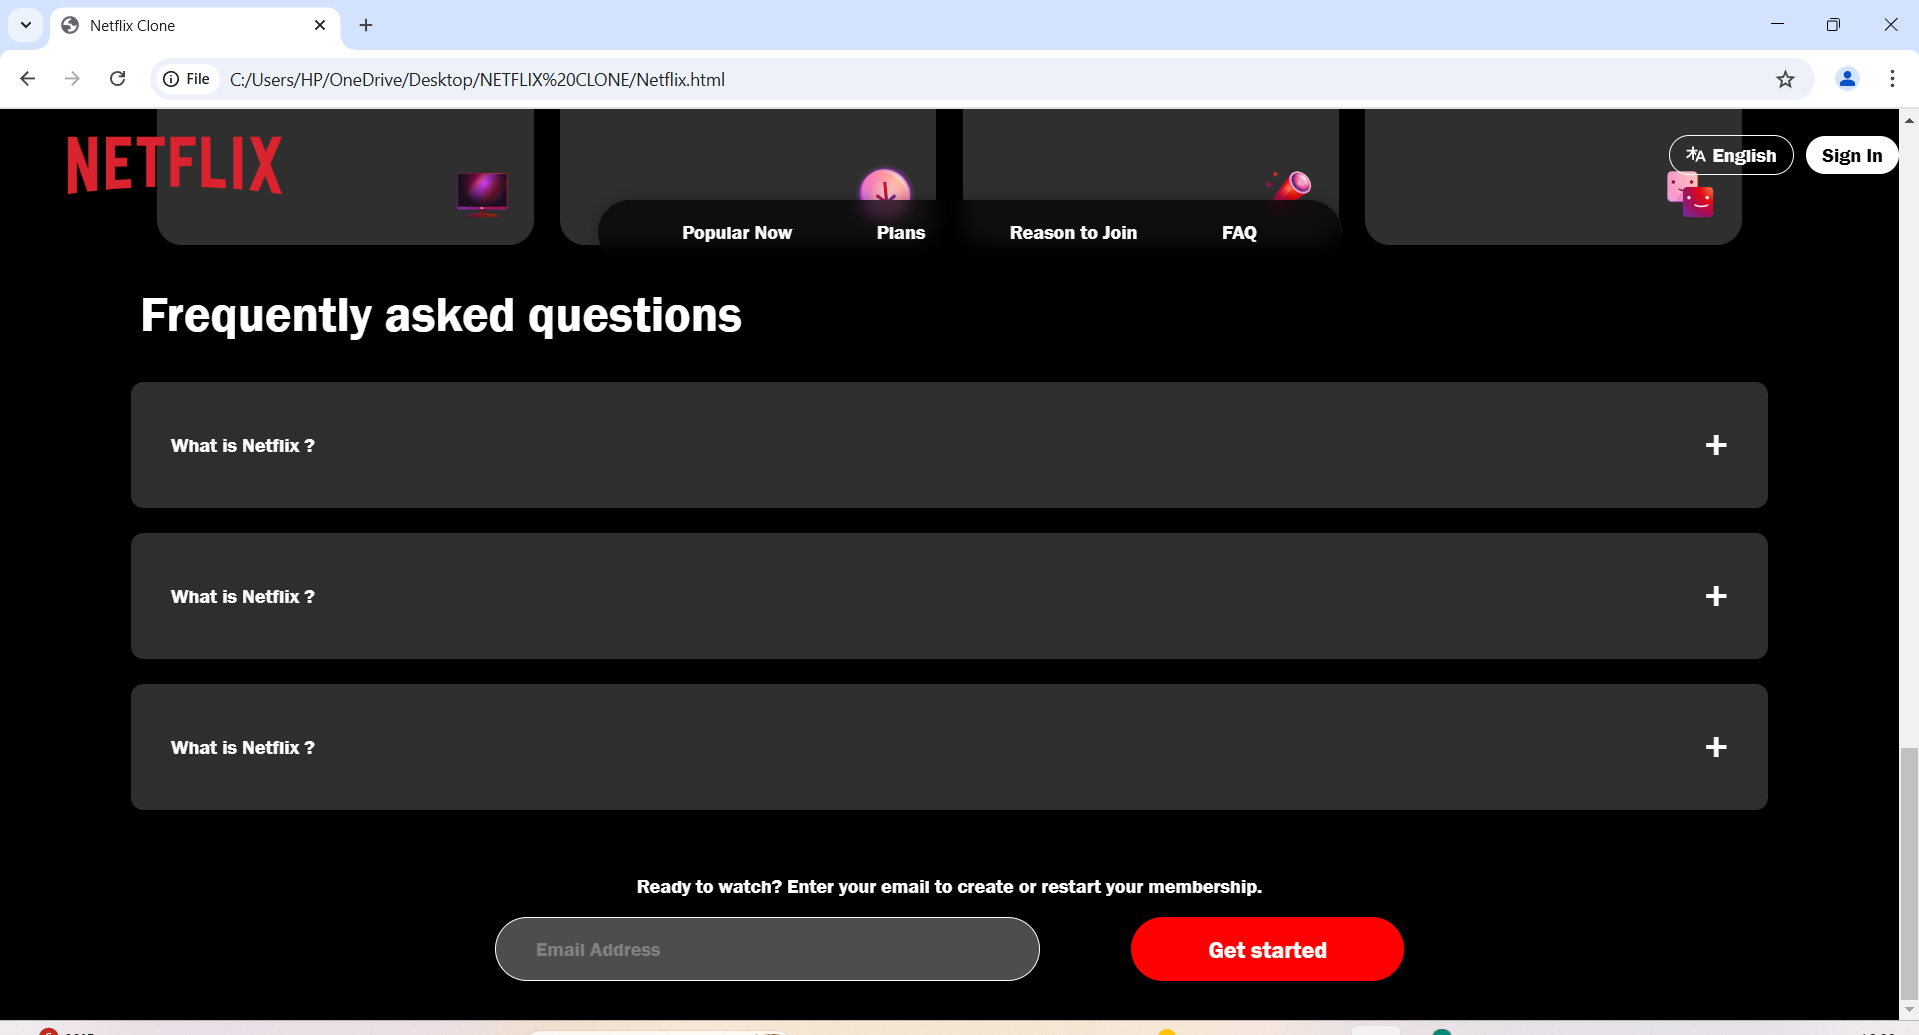 Netflix Clone
File C:/Users/HP/OneDrive/Desktop/NETFLIX%20CLONE/Netflix.html
NETFLIX
English Sign In
Popular Now Plans Reason to Join FAQ
Frequently asked questions
What is Netflix ?
What is Netflix ?
What is Netflix ?
Ready to watch? Enter your email to create or restart your membership.
Email Address Get started